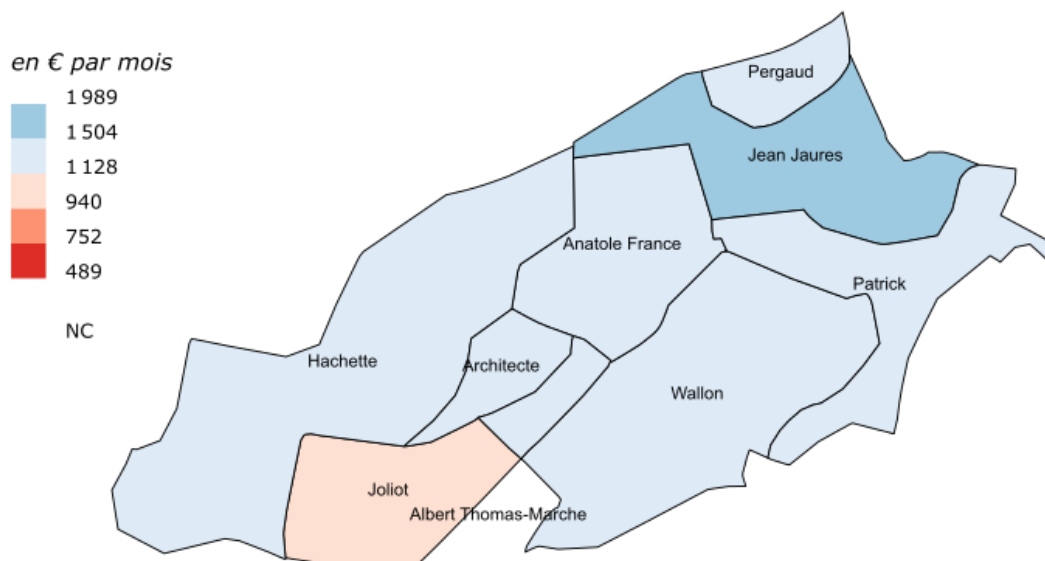 en € par mois
1 989
1 504
1 128
940
752
489
NC
Pergaud
Jean Jaures
Anatole France
Patrick
Hachette
Architecte
Wallon
Joliot
Albert Thomas-Marche